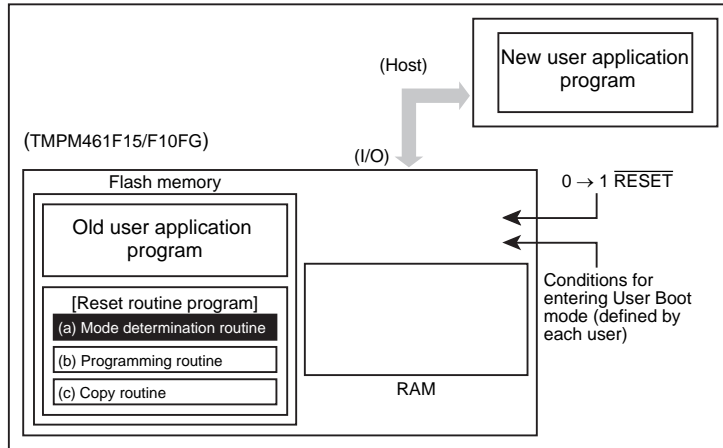 New user application
program
(Host)
(TMPM461F15/F10FG)
(I/O)
Flash memory
0 → 1 RESET
Old user application
program
Conditions for
entering User Boot
mode (defined by
each user)
[Reset routine program]
(a) Mode determination routine
(b) Programming routine
(c) Copy routine
RAM